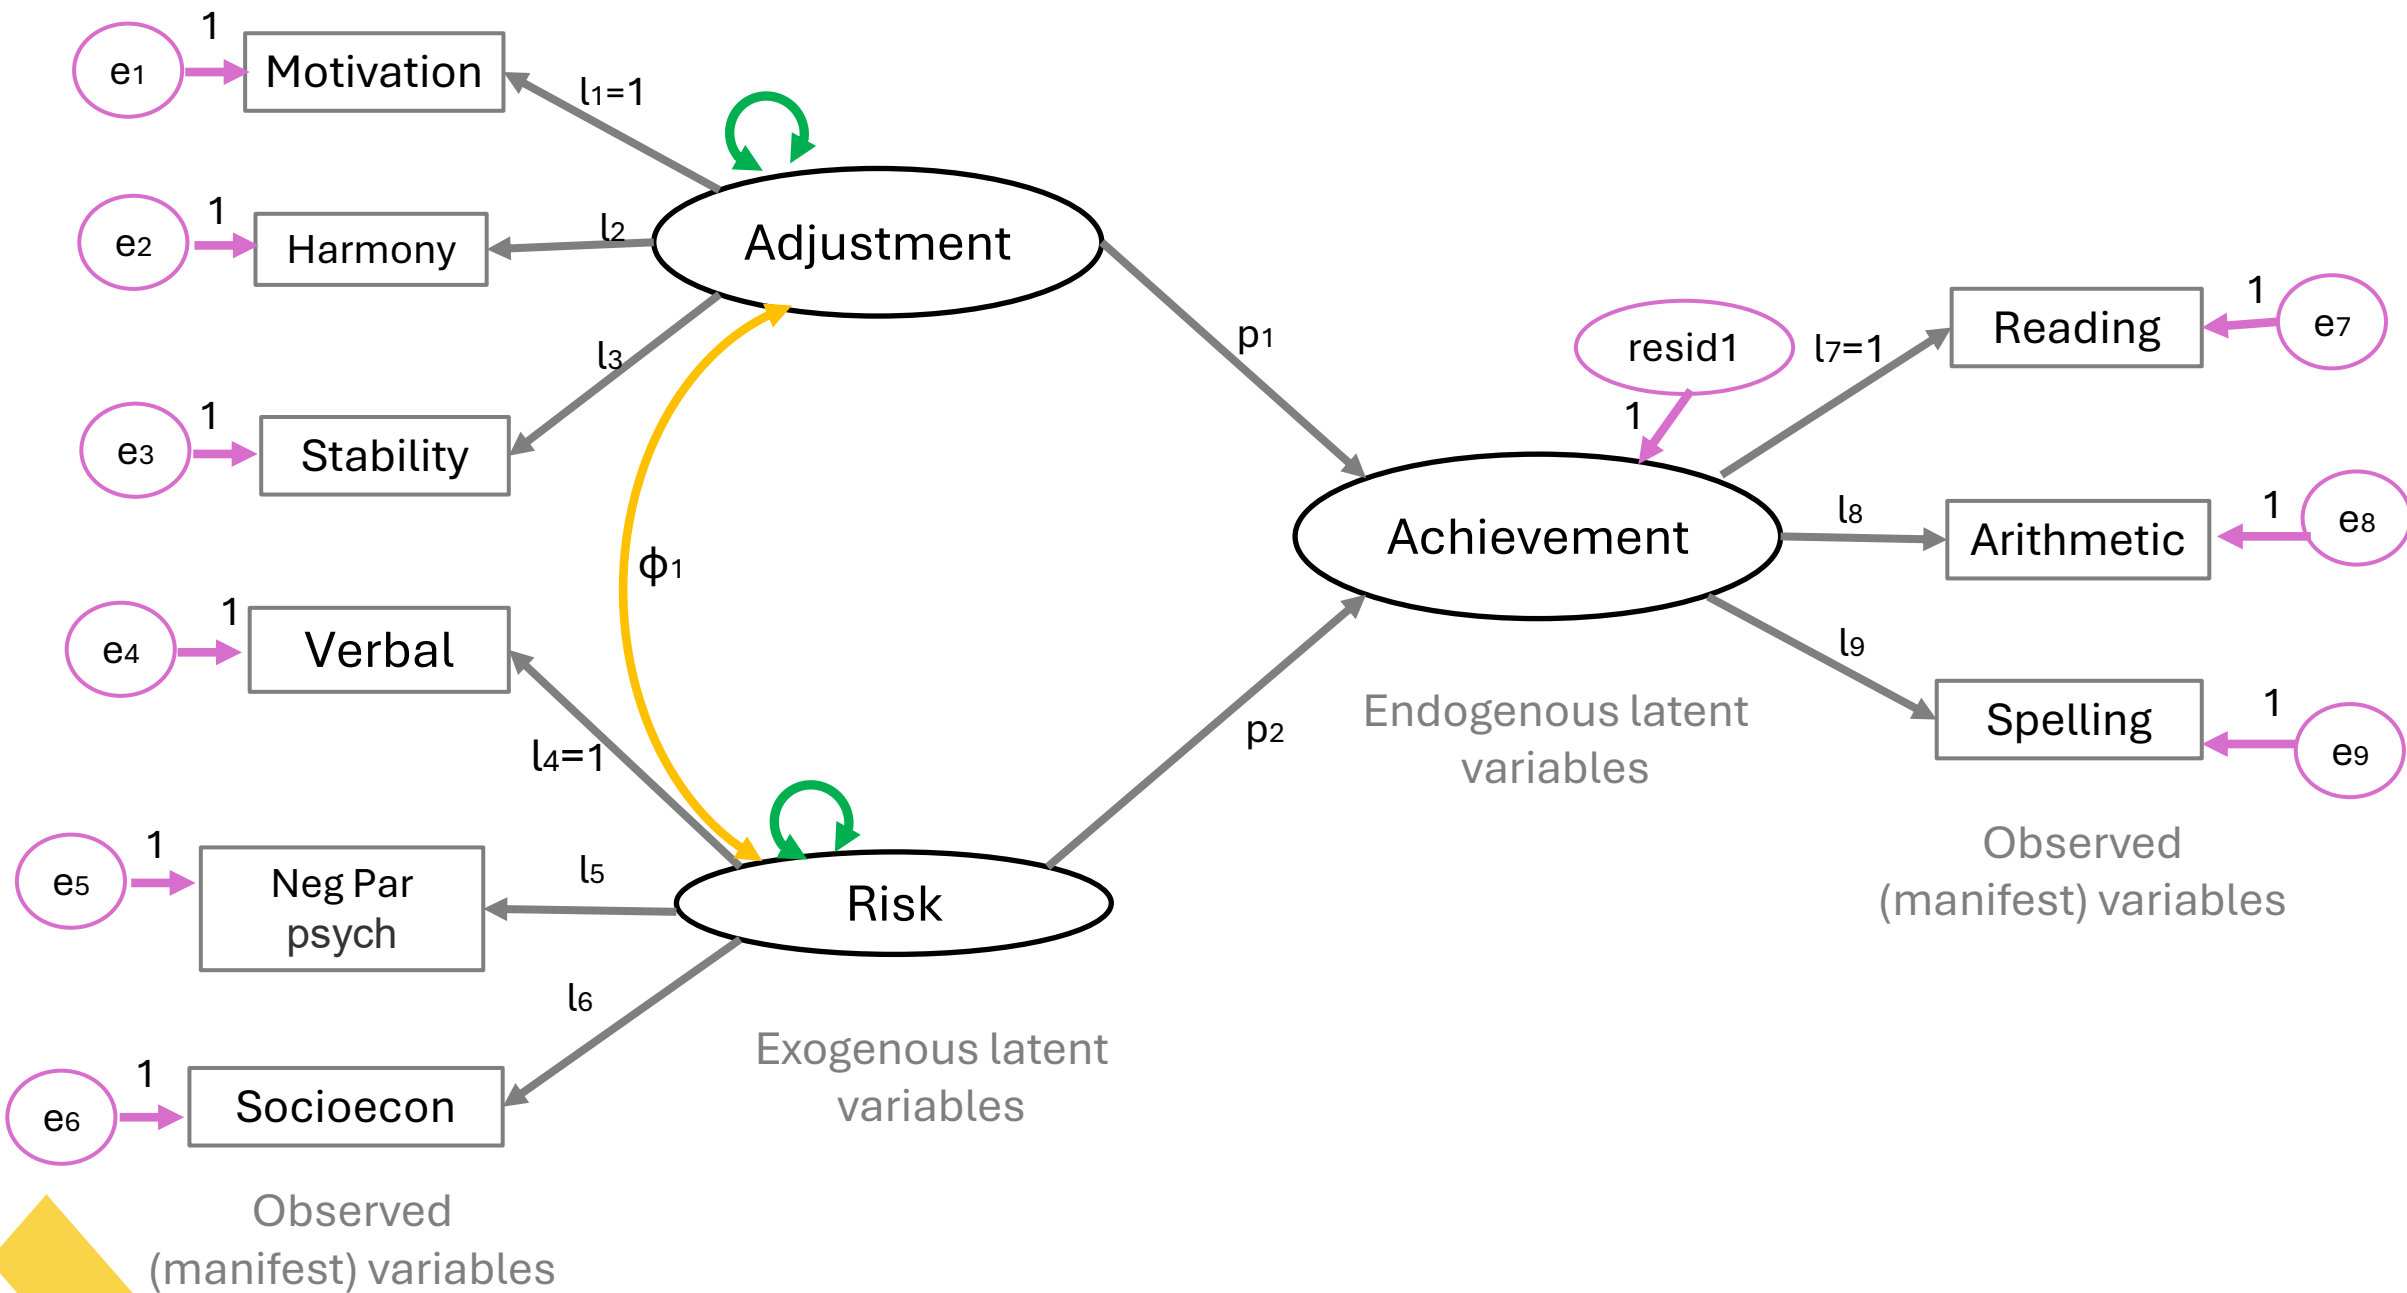 1
e1
Motivation
l1=1
1
e2
Harmony
l2
Adjustment
1
e3
Stability
l3
p1
resid1
1
l7=1
Reading
1
e7
ϕ1
Achievement
l8
Arithmetic
1
e8
1
e4
Verbal
l4=1
p2
l9
Spelling
1
e9
Endogenous latent
variables
1
e5
Neg Par
psych
l5
Risk
Observed
(manifest) variables
l6
1
e6
Socioecon
Exogenous latent
variables
Observed
(manifest) variables